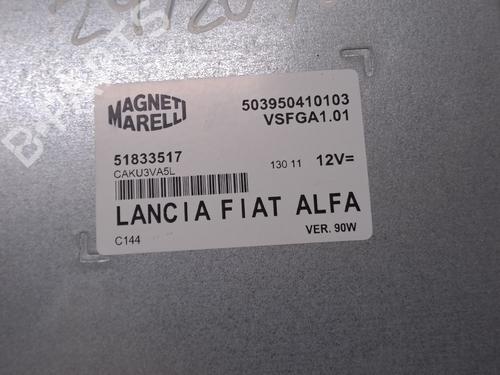 MAGNETI
MARELLI
503950410103
VSFGA1.01
51833517
CAKU3VA5L
130 11
12V=
LANCIA FIAT ALFA
C144
VER. 90W